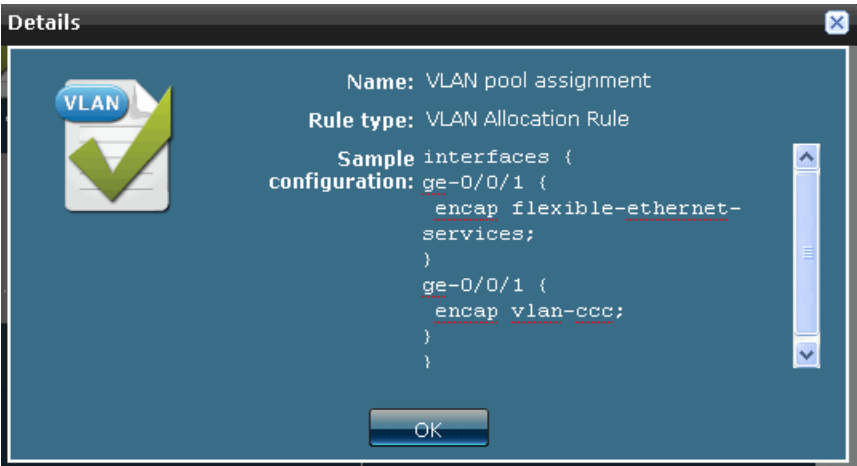 Details
VLAN
Name: VLAN pool assignment
Rule type: VLAN Allocation Rule
Sample configuration:
interfaces {
ge-0/0/1 {
encap flexible-ethernet-
services;
}
ge-0/0/1 {
encap vlan-ccc;
}
}
OK